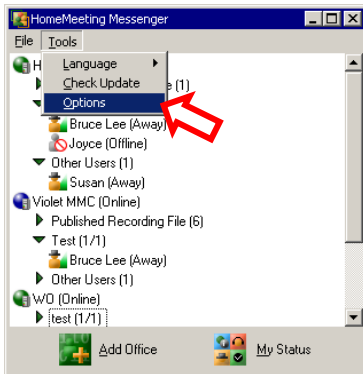 HomeMeeting Messenger
File Tools
H
Language
Check Update
e (1)
Options
Bruce Lee (Away)
Joyce (Offline)
Other Users (1)
Susan (Away)
Violet MMC (Online)
Published Recording File (6)
Test (1/1)
Bruce Lee (Away)
Other Users (1)
WO (Online)
test (1/1)
Add Office My Status